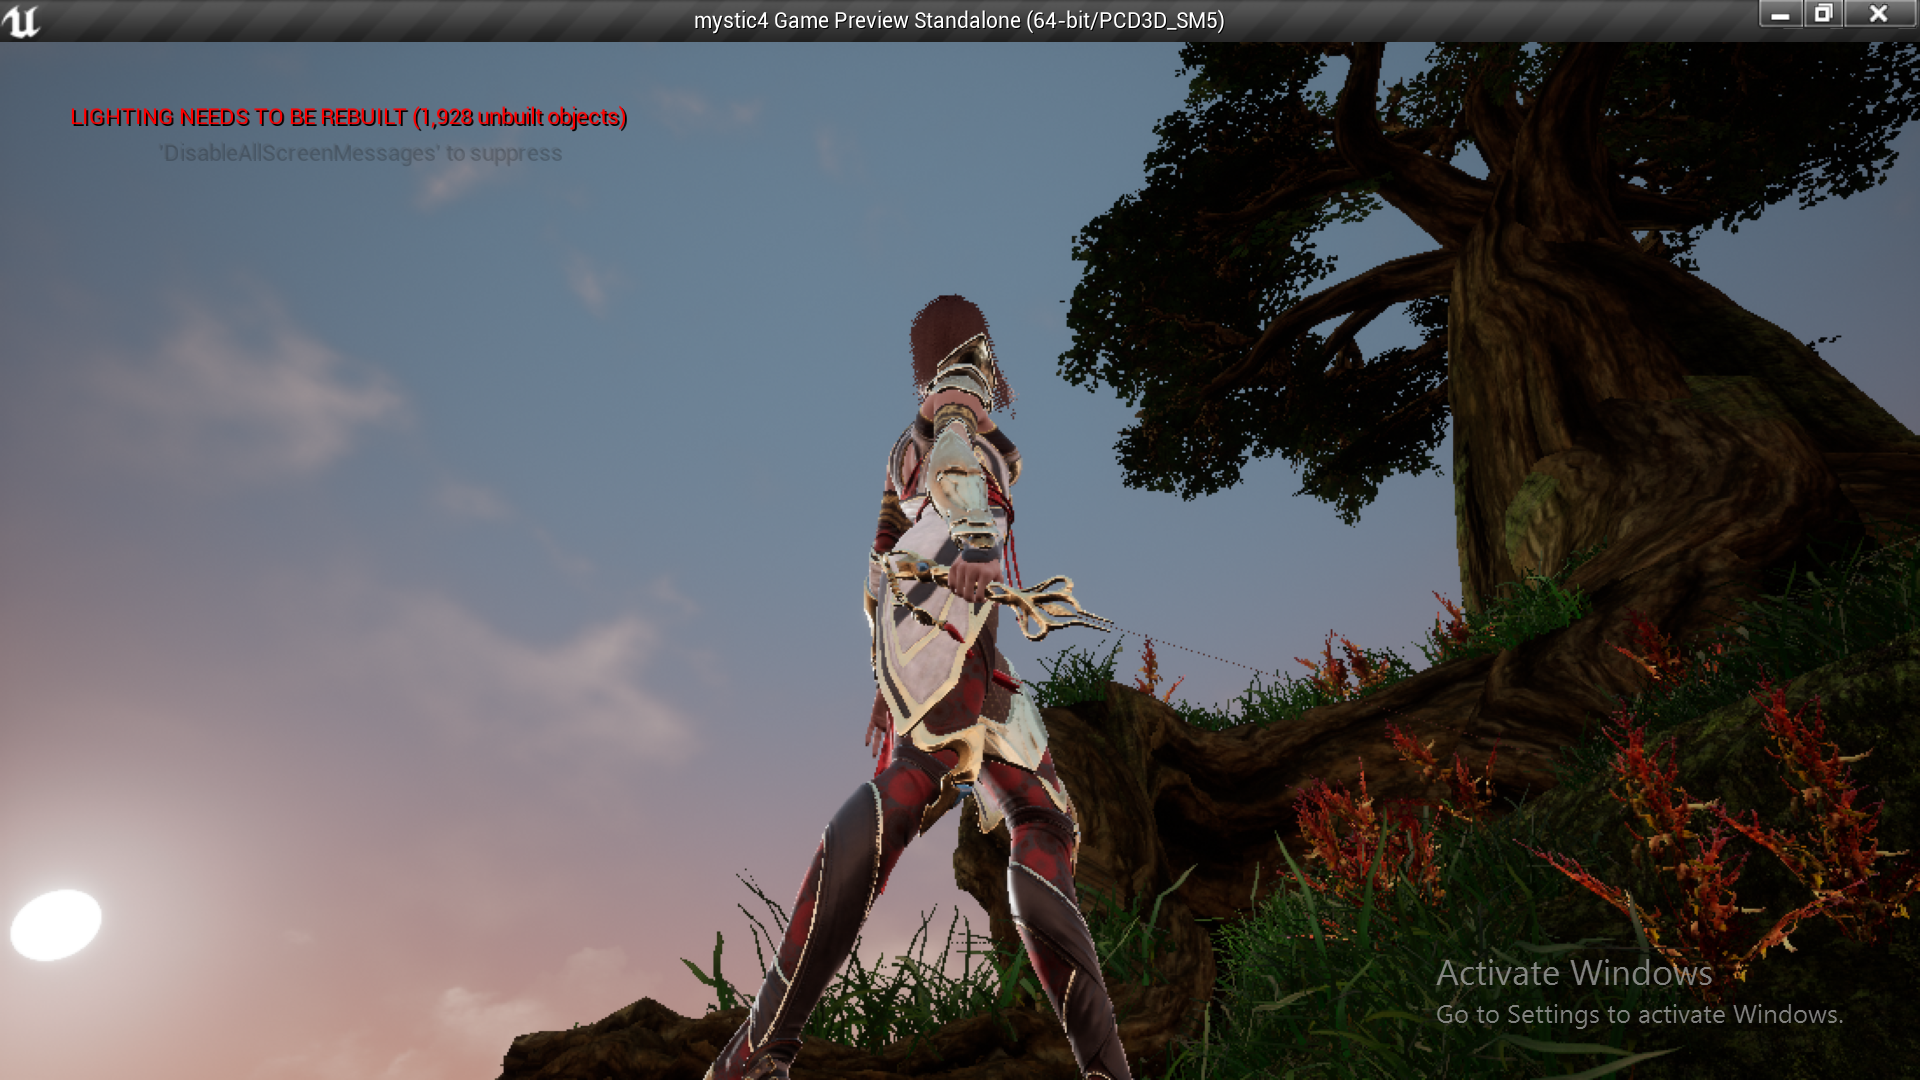 mystic4 Game Preview Standalone (64-bit/PCD3D_SM5)
LIGHTING NEEDS TO BE REBUILT (1,928 unbuilt objects)
'DisableAllScreenMessages' to suppress
Activate Windows
Go to Settings to activate Windows.